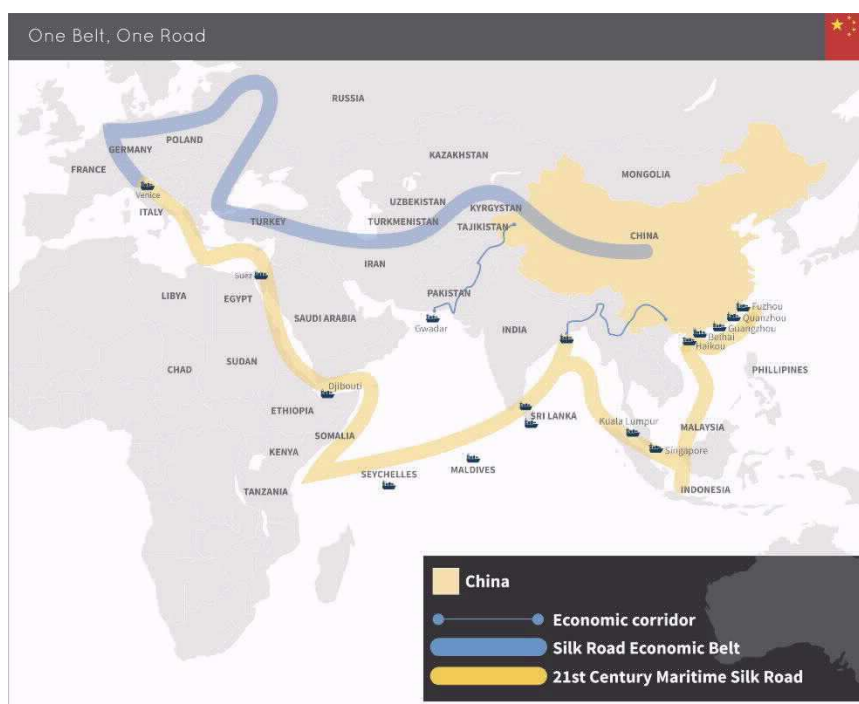 One Belt, One Road
RUSSIA
POLAND
GERMANY
FRANCE
KAZAKHSTAN
MONGOLIA
Venice
ITALY
UZBEKISTAN
KYRGYSTAN
TURKEY
TURKMENISTAN
TAJIKISTAN
CHINA
IRAN
Suez
LIBYA
EGYPT
PAKISTAN
SAUDI ARABIA
Gwadar
INDIA
Fuzhou
Quanzhou
Guangzhou
Beihai
Haikou
CHAD
SUDAN
PHILLIPINES
Djibouti
ETHIOPIA
SRI LANKA
Kuala Lumpur
MALAYSIA
SOMALIA
KENYA
Singapore
SEYCHELLES
MALDIVES
TANZANIA
INDONESIA
China
Economic corridor
Silk Road Economic Belt
21st Century Maritime Silk Road